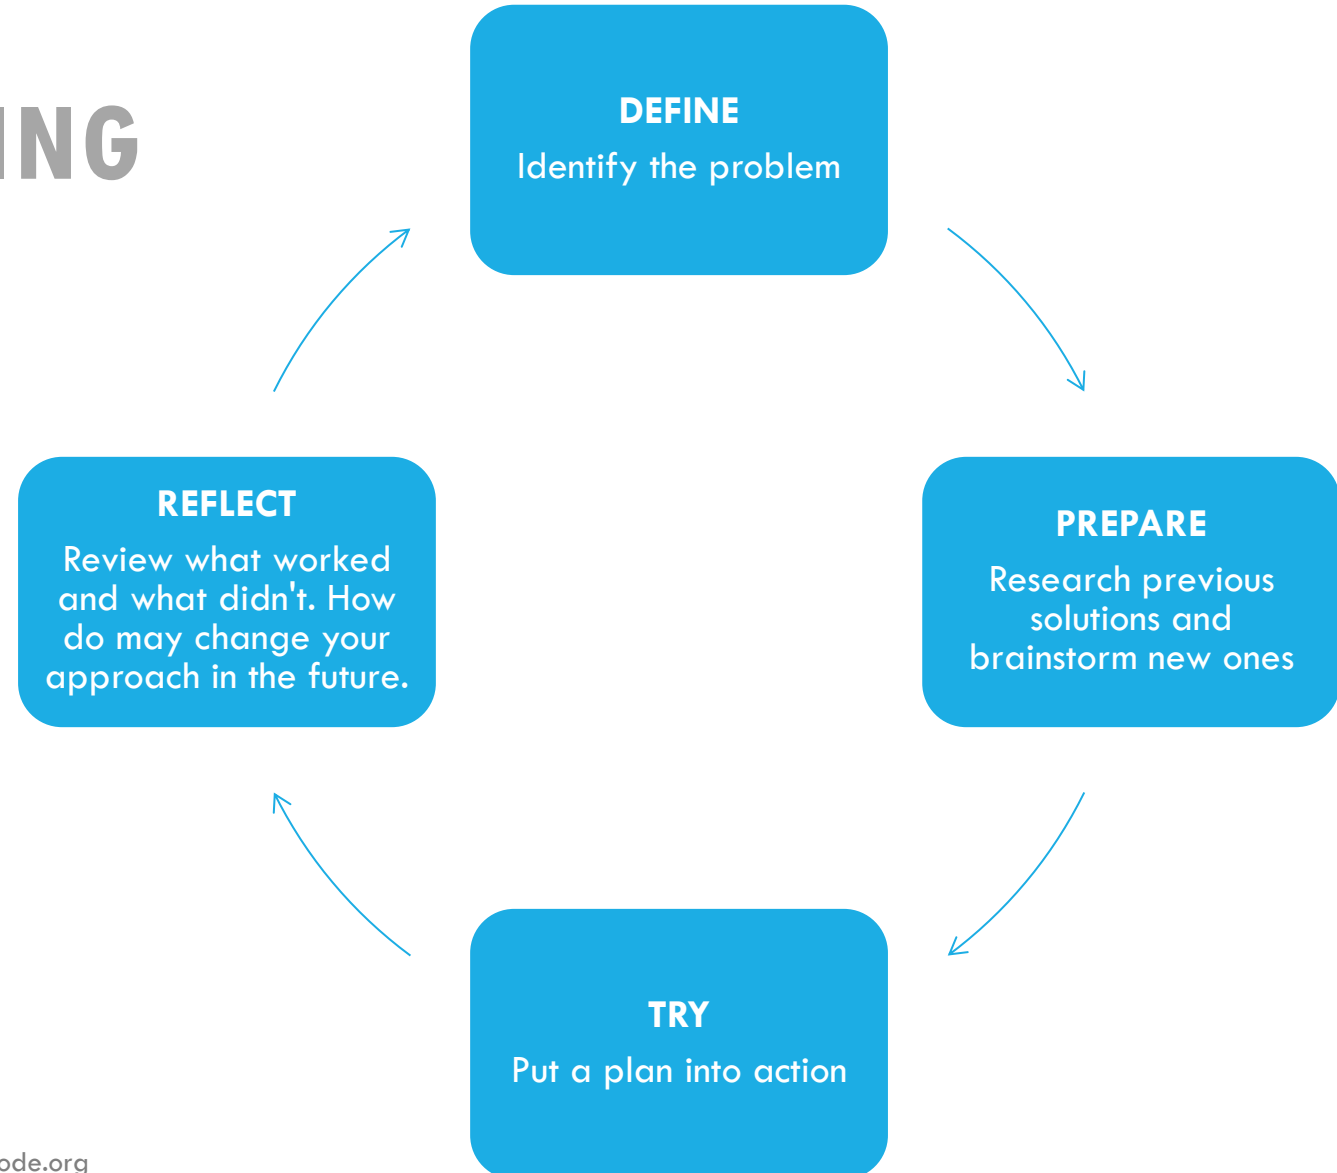 ING
DEFINE
Identify the problem
REFLECT
Review what worked
and what didn't. How
do may change your
approach in the future.
PREPARE
Research previous
solutions and
brainstorm new ones
TRY
Put a plan into action
ode.org